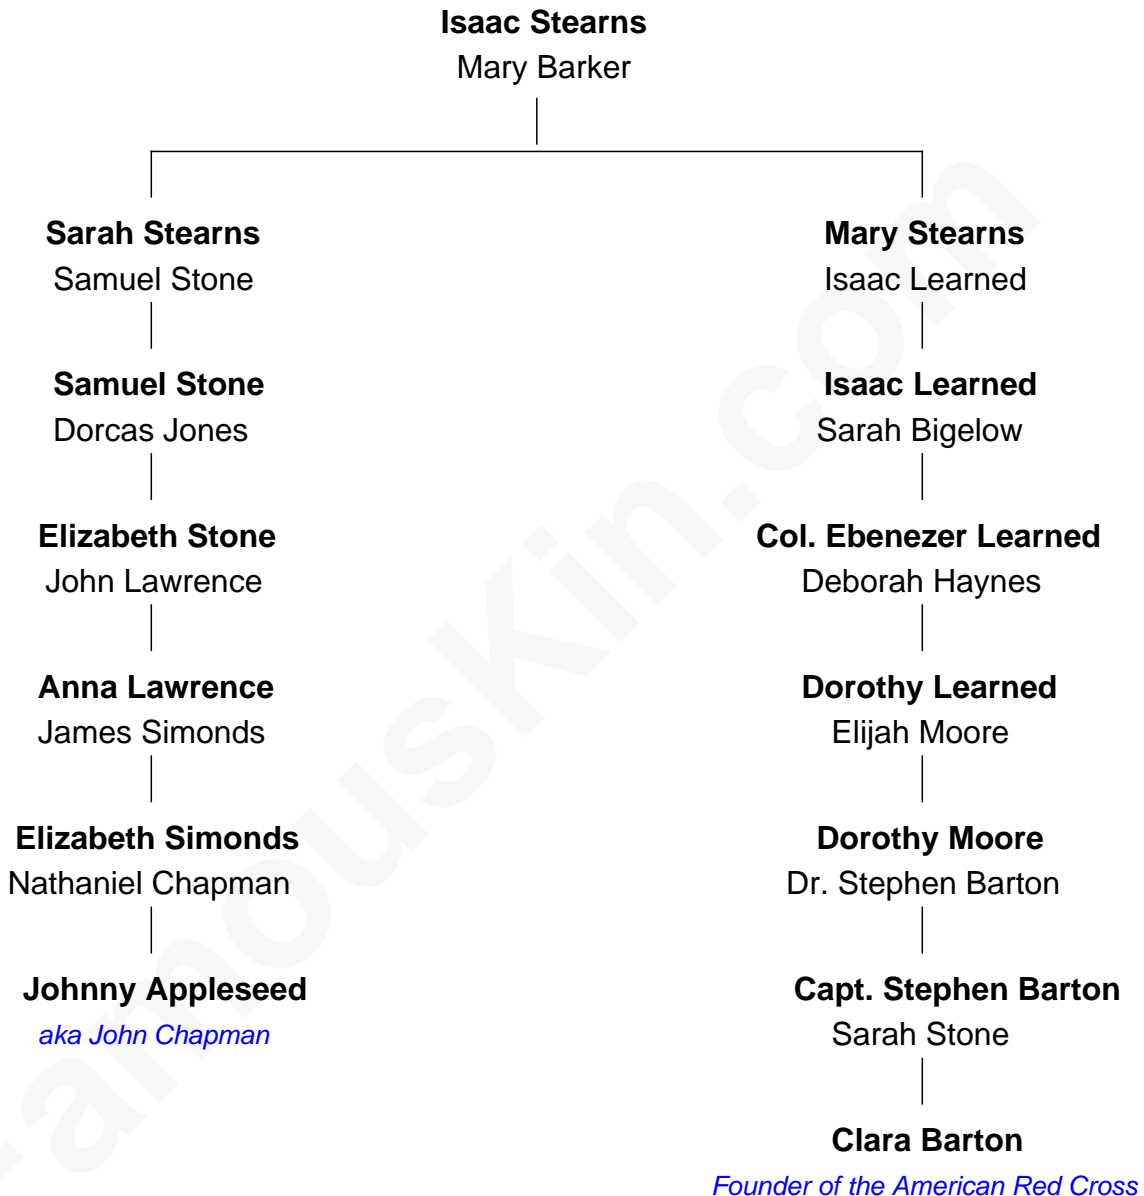 Isaac Stearns
Mary Barker
Sarah Stearns
Samuel Stone
Samuel Stone
Dorcas Jones
Elizabeth Stone
John Lawrence
Anna Lawrence
James Simonds
Elizabeth Simonds
Nathaniel Chapman
Johnny Appleseed
aka John Chapman
Mary Stearns
Isaac Learned
Isaac Learned
Sarah Bigelow
Col. Ebenezer Learned
Deborah Haynes
Dorothy Learned
Elijah Moore
Dorothy Moore
Dr. Stephen Barton
Capt. Stephen Barton
Sarah Stone
Clara Barton
Founder of the American Red Cross
FamousKin.com